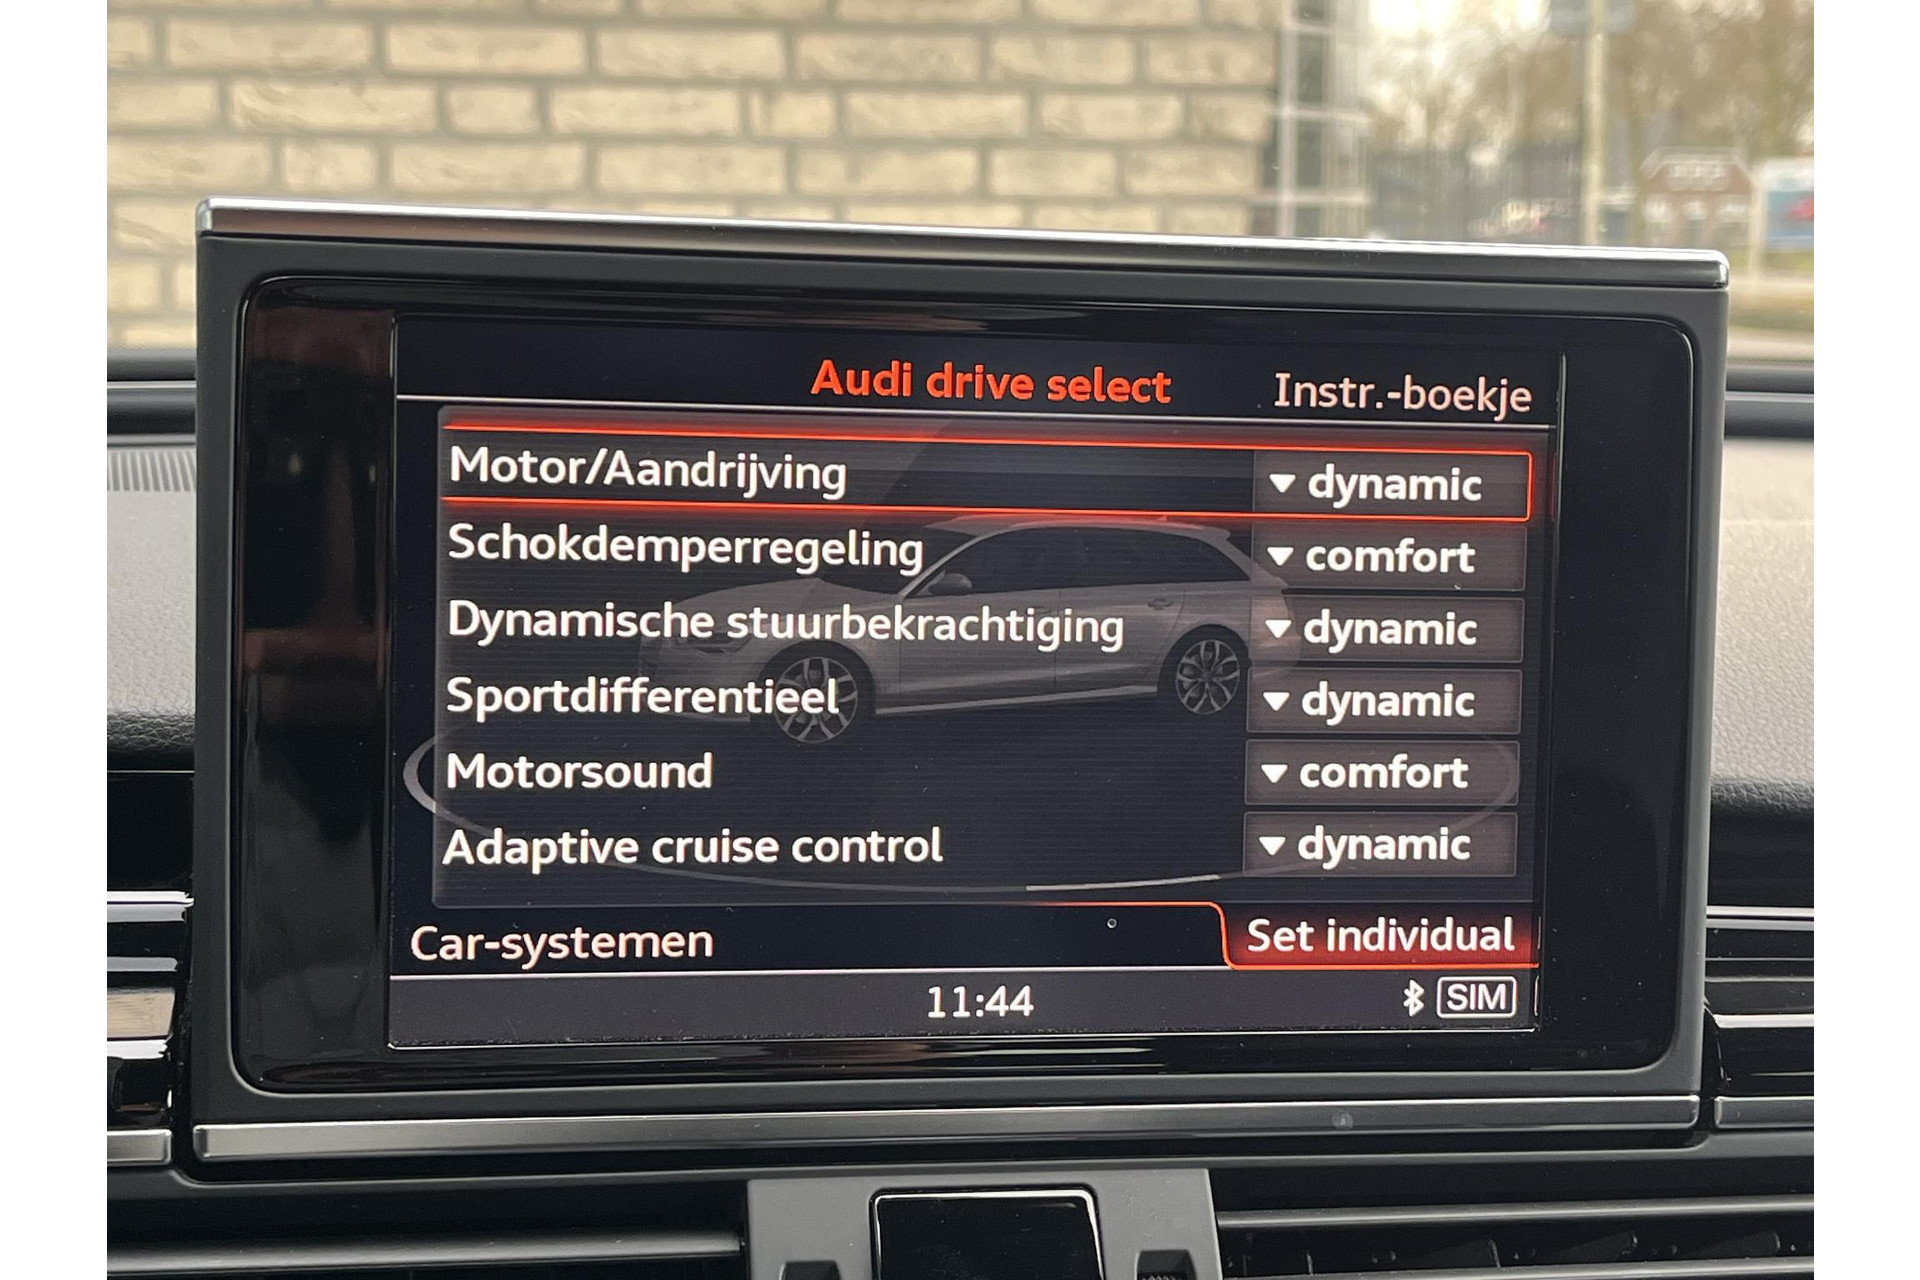 Audi drive select
Instr.-boekje
Motor/Aandrijving ▼ dynamic
Schokdemperregeling ▼ comfort
Dynamische stuurbekrachtiging ▼ dynamic
Sportdifferentieel ▼ dynamic
Motorsound ▼ comfort
Adaptive cruise control ▼ dynamic
Car-systemen
Set individual
11:44
SIM